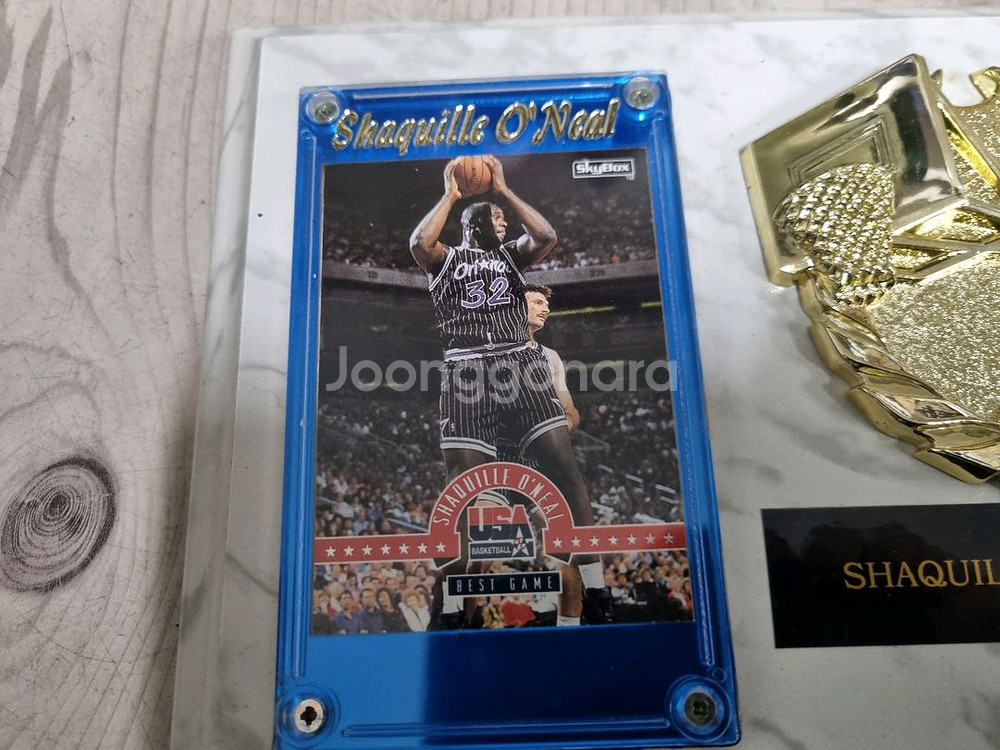 Shaquille O'Neal
SkyBox
Orlando
32
Joonggonara
SHAQUILLE O'NEAL
USA
BASKETBALL
BEST GAME
SHAQUIL